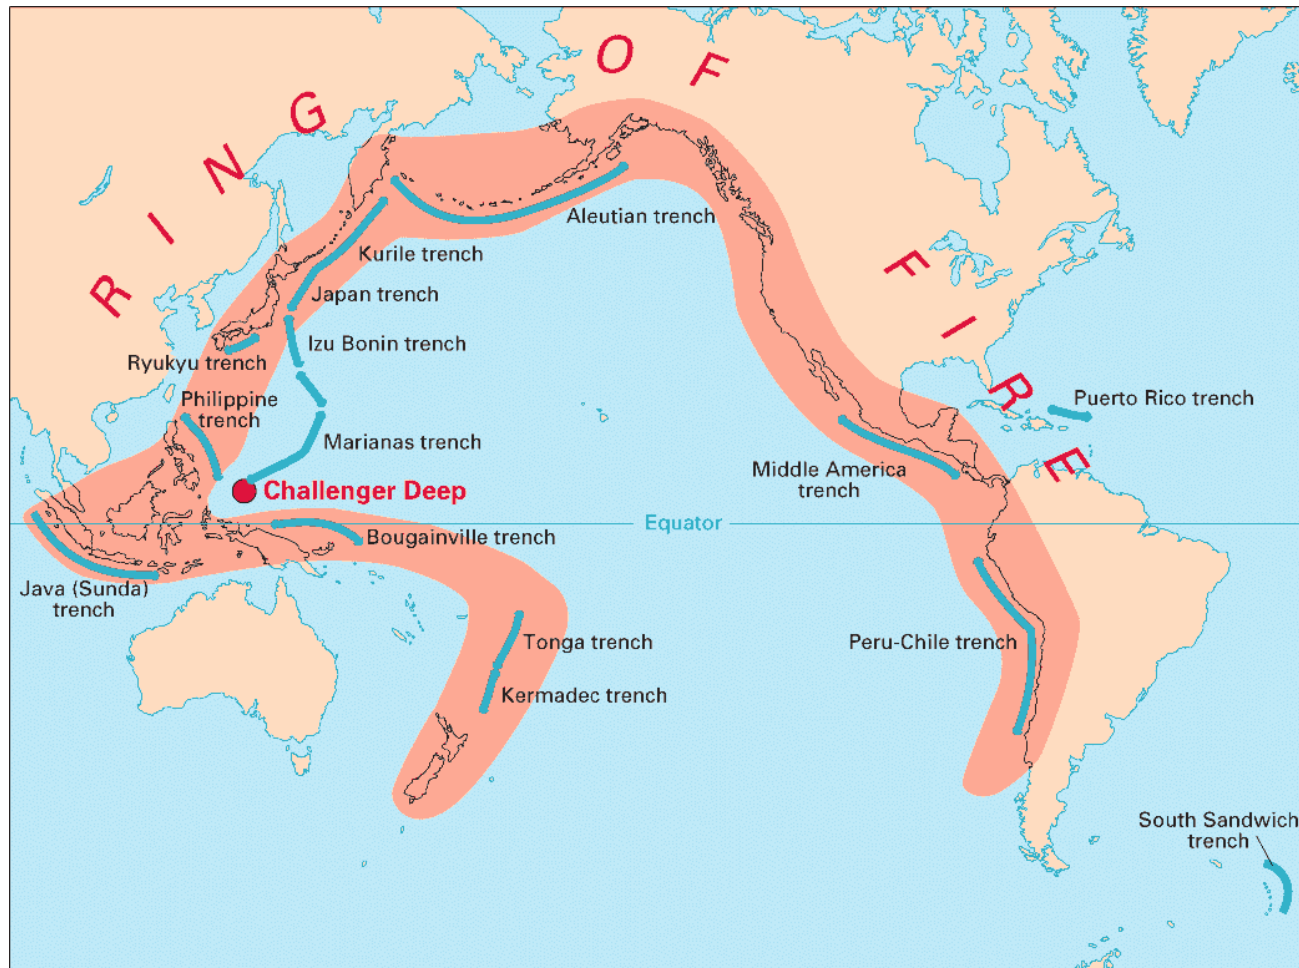 RING OF FIRE
Aleutian trench
Kurile trench
Japan trench
Izu Bonin trench
Ryukyu trench
Philippine
trench
Marianas trench
Challenger Deep
Puerto Rico trench
Middle America
trench
Equator
Bougainville trench
Java (Sunda)
trench
Tonga trench
Kermadec trench
Peru-Chile trench
South Sandwich
trench